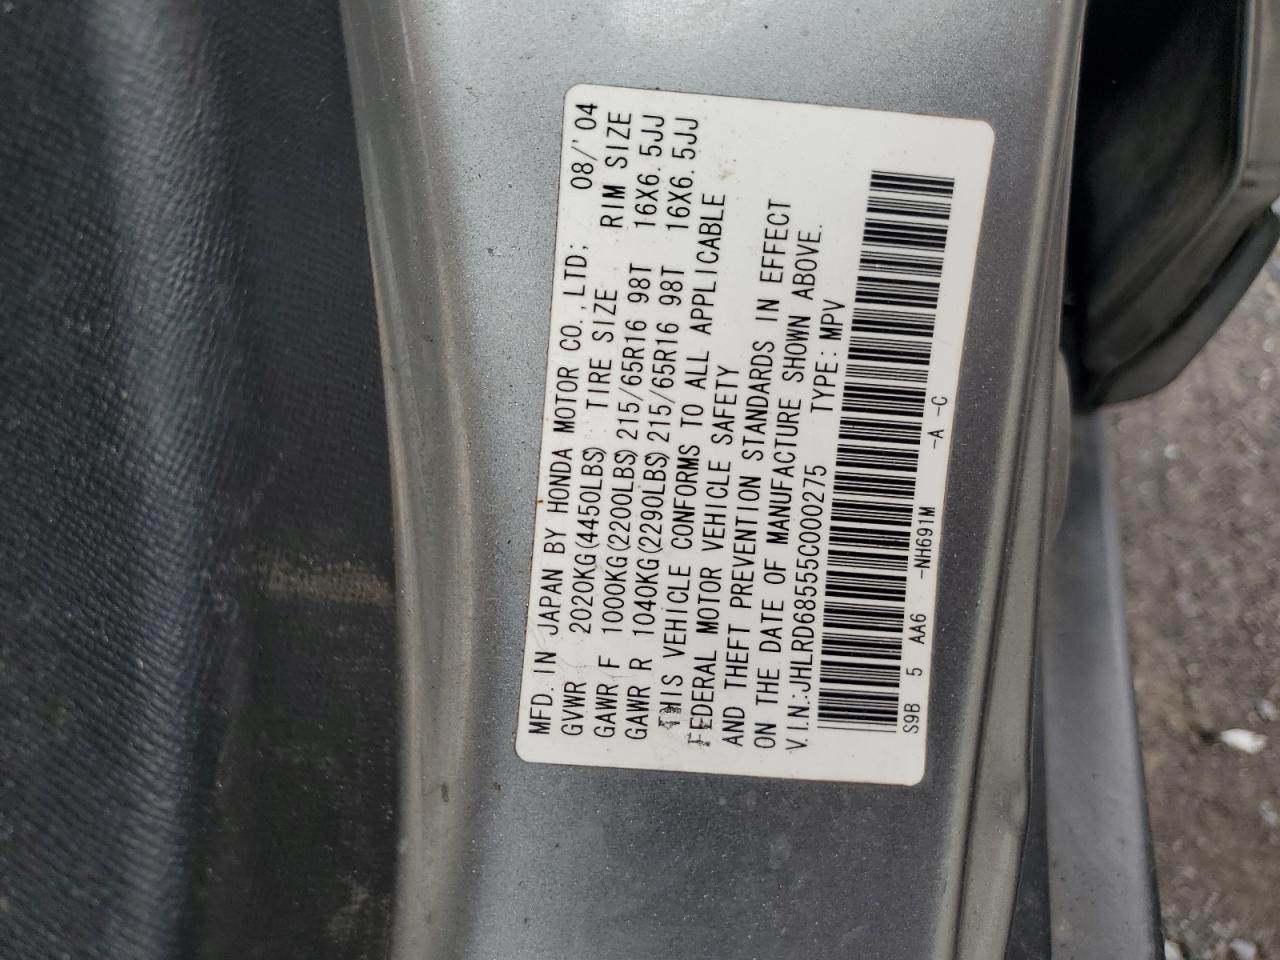 MFD. IN JAPAN BY HONDA MOTOR CO.,LTD; 08/'04
GVWR 2020KG(4450LBS) TIRE SIZE RIM SIZE
GAWR F 1000KG(2200LBS) 215/65R16 98T 16X6.5JJ
GAWR R 1040KG(2290LBS) 215/65R16 98T 16X6.5JJ
THIS VEHICLE CONFORMS TO ALL APPLICABLE
FEDERAL MOTOR VEHICLE SAFETY
AND THEFT PREVENTION STANDARDS IN EFFECT
ON THE DATE OF MANUFACTURE SHOWN ABOVE.
V.I.N.:JHLRD68555C000275 TYPE:MPV
S9B 5 AA6 -NH691M -A -C